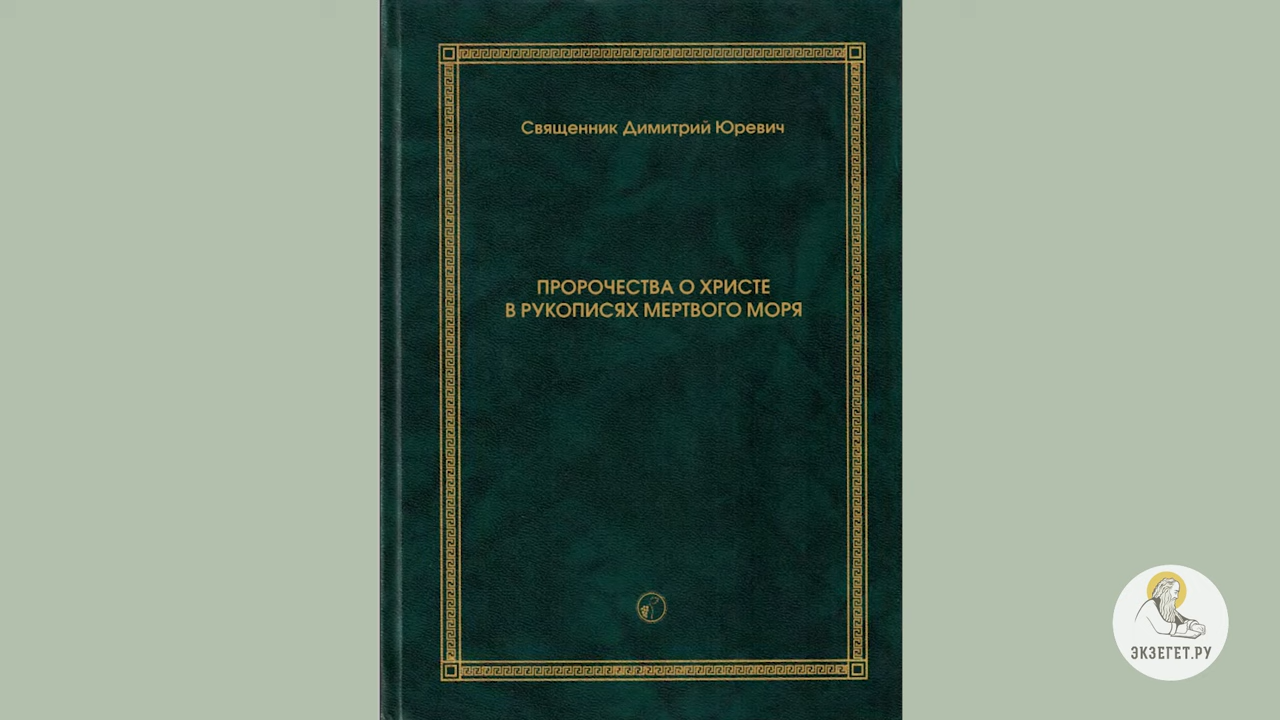 Священник Димитрий Юревич
ПРОРОЧЕСТВА О ХРИСТЕ
В РУКОПИСЯХ МЕРТВОГО МОРЯ
ЭКЗЕГЕТ.РУ